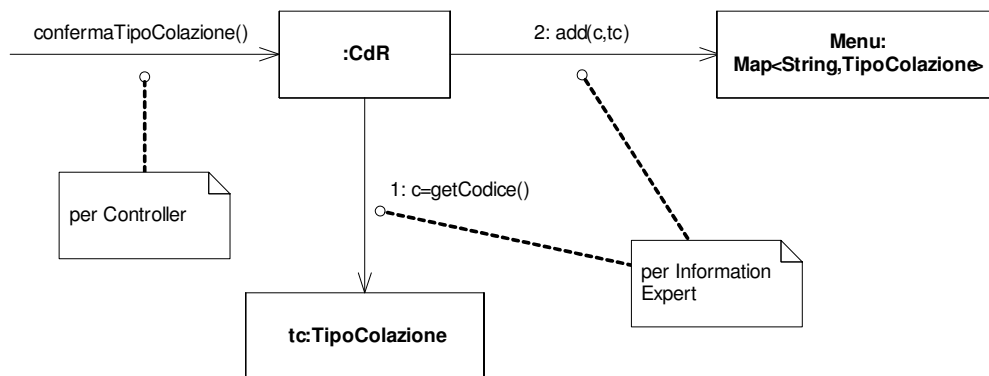 confermaTipoColazione()
:CdR
2: add(c,tc)
Menu:
Map<String,TipoColazione>
per Controller
1: c=getCodice()
per Information
Expert
tc:TipoColazione